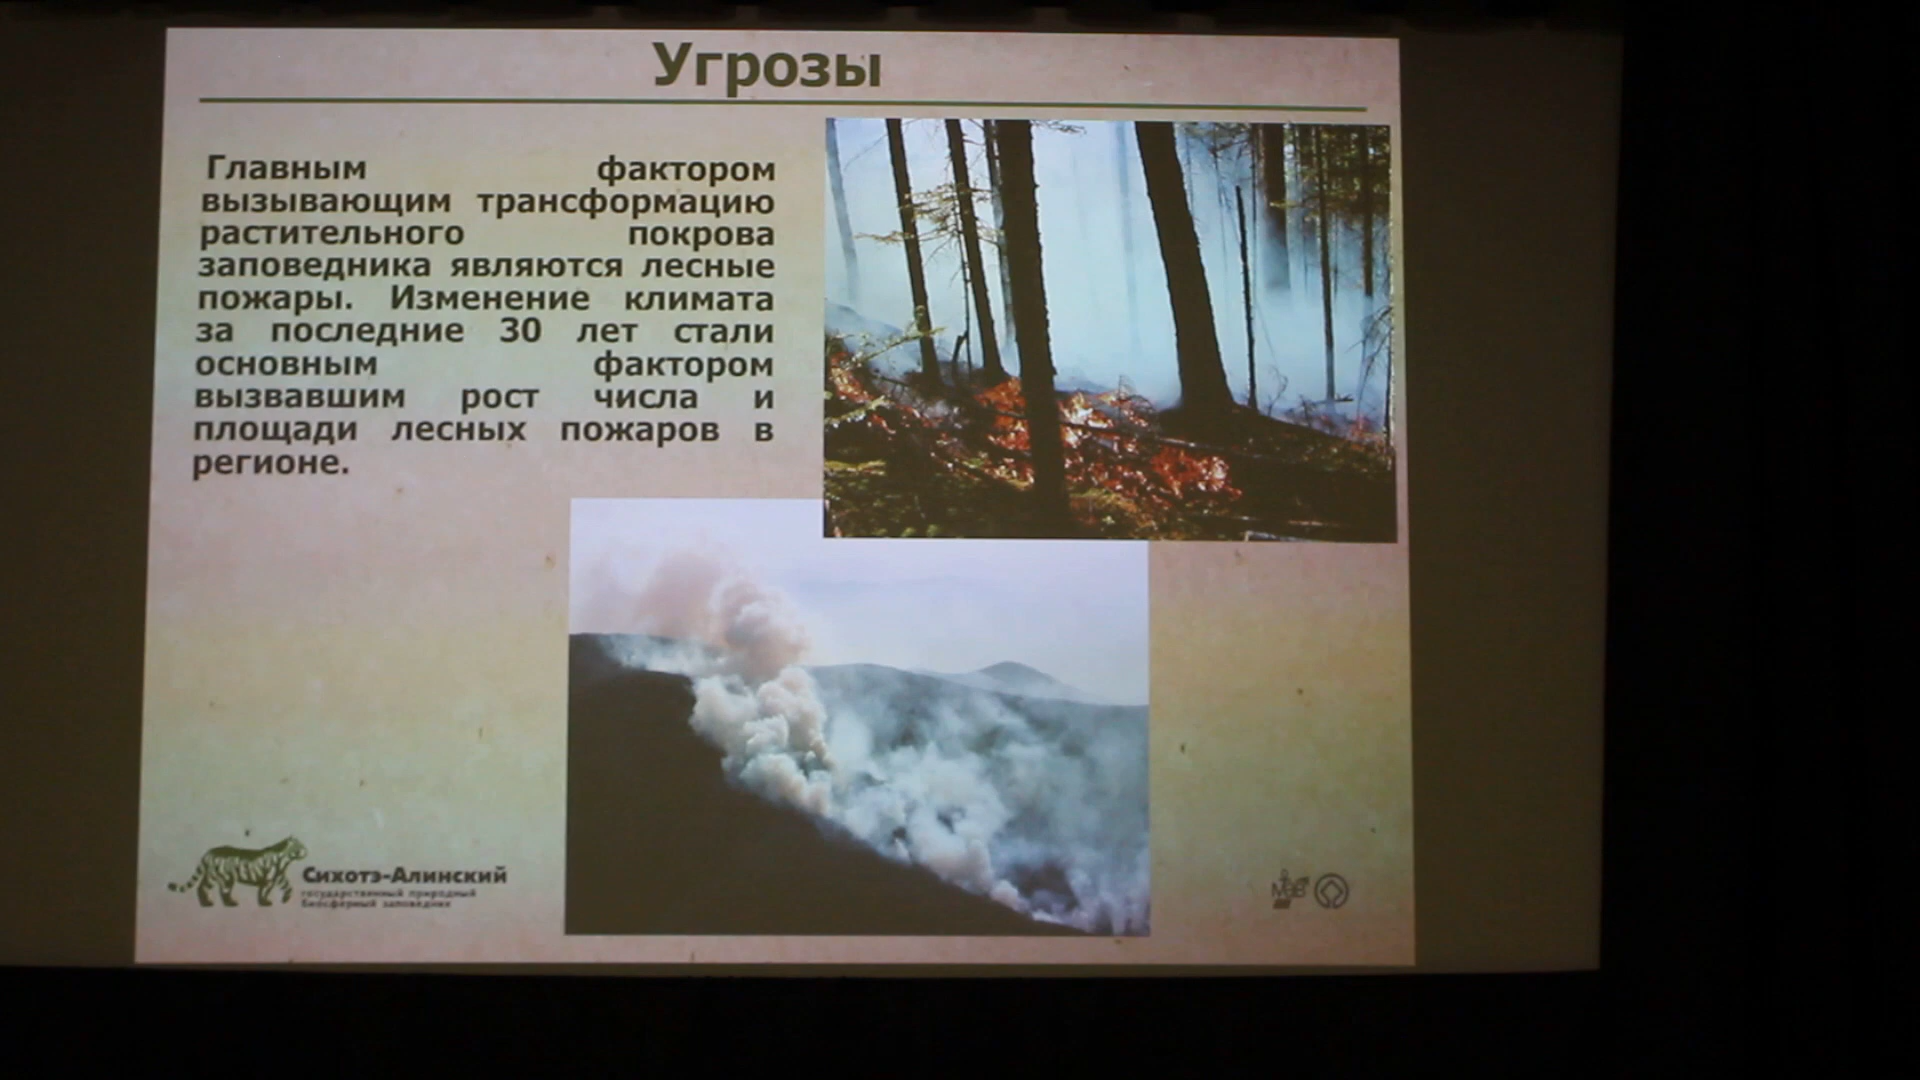 Угрозы
Главным фактором
вызывающим трансформацию
растительного покрова
заповедника являются лесные
пожары. Изменение климата
за последние 30 лет стали
основным фактором
вызвавшим рост числа и
площади лесных пожаров в
регионе.
Сихотэ-Алинский
государственный природный
биосферный заповедник